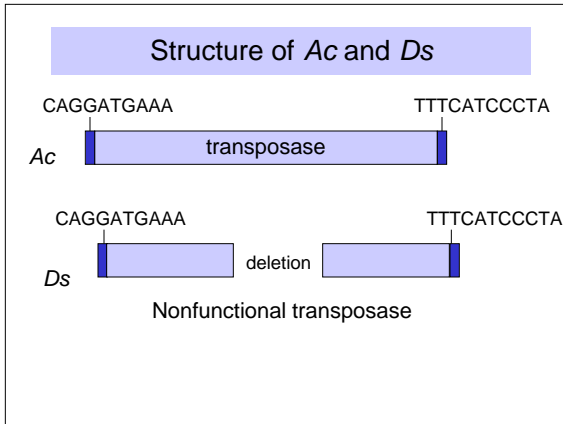 Structure of Ac and Ds
CAGGATGAAA TTTCATCCCTA
transposase
Ac
CAGGATGAAA TTTCATCCCTA
deletion
Ds
Nonfunctional transposase